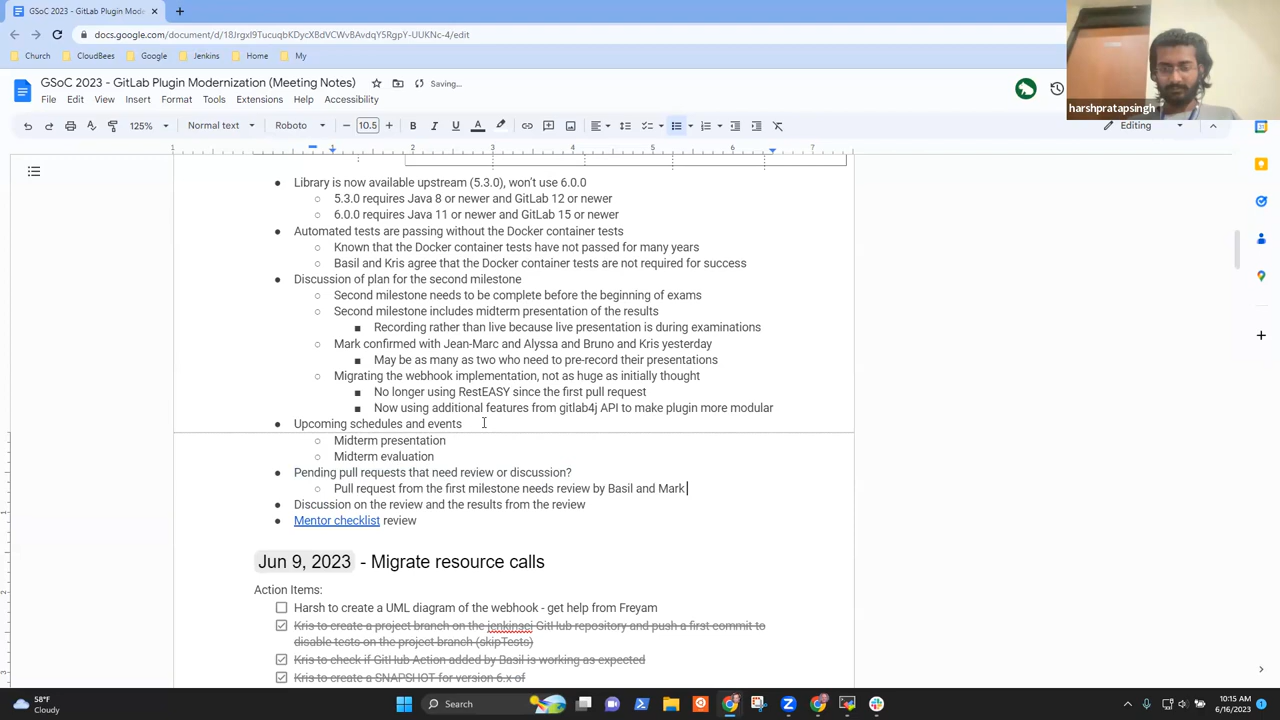 GSoC 2023 - GitLab Plugin Mod
docs.google.com/document/d/18Jrgxl9TucuqbKDycXBdVCWvBAvdqY5RgpY-UUKNc-4/edit
Church
CloudBees
Google
Jenkins
Home
My
GSoC 2023 - GitLab Plugin Modernization (Meeting Notes)
Saving...
File Edit View Insert Format Tools Extensions Help Accessibility
harshpratapsingh
125%
Normal text
Roboto
10.5
Editing
1 1 2 3 4 5 6 7
Library is now available upstream (5.3.0), won't use 6.0.0
5.3.0 requires Java 8 or newer and GitLab 12 or newer
6.0.0 requires Java 11 or newer and GitLab 15 or newer
Automated tests are passing without the Docker container tests
Known that the Docker container tests have not passed for many years
Basil and Kris agree that the Docker container tests are not required for success
Discussion of plan for the second milestone
Second milestone needs to be complete before the beginning of exams
Second milestone includes midterm presentation of the results
Recording rather than live because live presentation is during examinations
Mark confirmed with Jean-Marc and Alyssa and Bruno and Kris yesterday
May be as many as two who need to pre-record their presentations
Migrating the webhook implementation, not as huge as initially thought
No longer using RestEASY since the first pull request
Now using additional features from gitlab4j API to make plugin more modular
Upcoming schedules and events
Midterm presentation
Midterm evaluation
Pending pull requests that need review or discussion?
Pull request from the first milestone needs review by Basil and Mark
Discussion on the review and the results from the review
Mentor checklist review
Jun 9, 2023 - Migrate resource calls
Action Items:
Harsh to create a UML diagram of the webhook - get help from Freyam
Kris to create a project branch on the jenkinsci GitHub repository and push a first commit to
disable tests on the project branch (skipTests)
Kris to check if GitHub Action added by Basil is working as expected
Kris to create a SNAPSHOT for version 6.x of
58°F
Cloudy
Search
10:15 AM
6/16/2023